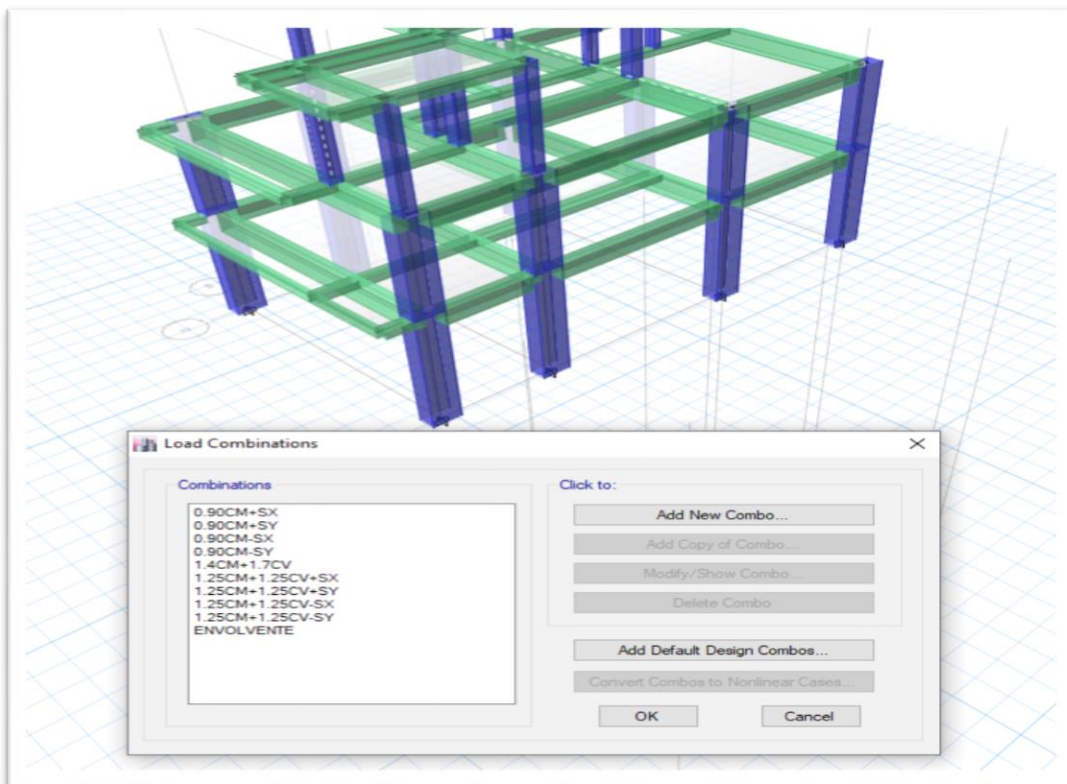 Load Combinations
Combinations
0.90CM+SX
0.90CM+SY
0.90CM-SX
0.90CM-SY
1.4CM+1.7CV
1.25CM+1.25CV+SX
1.25CM+1.25CV+SY
1.25CM+1.25CV-SX
1.25CM+1.25CV-SY
ENVOLVENTE
Click to:
Add New Combo...
Add Copy of Combo...
Modify/Show Combo...
Delete Combo
Add Default Design Combos...
Convert Combos to Nonlinear Cases...
OK
Cancel